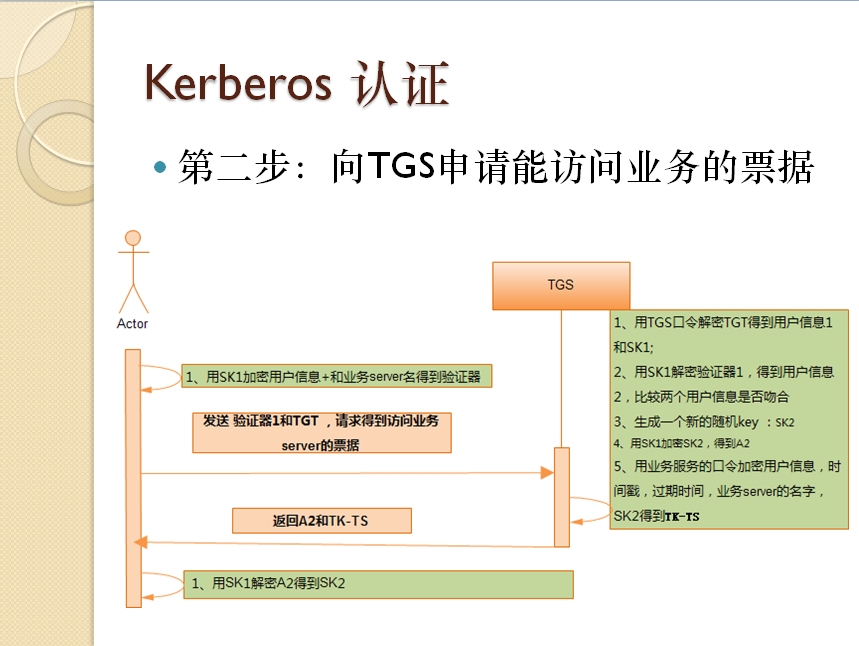 Kerberos 认证
第二步：向TGS申请能访问业务的票据
TGS
Actor
1、用SK1加密用户信息+和业务server名得到验证器
发送 验证器1和TGT ，请求得到访问业务
server的票据
1、用TGS口令解密TGT得到用户信息1
和SK1;
2、用SK1解密验证器1，得到用户信息
2，比较两个用户信息是否吻合
3、生成一个新的随机key ：SK2
4、用SK1加密SK2，得到A2
5、用业务服务的口令加密用户信息，时
间戳，过期时间，业务server的名字，
SK2得到TK-TS
返回A2和TK-TS
1、用SK1解密A2得到SK2